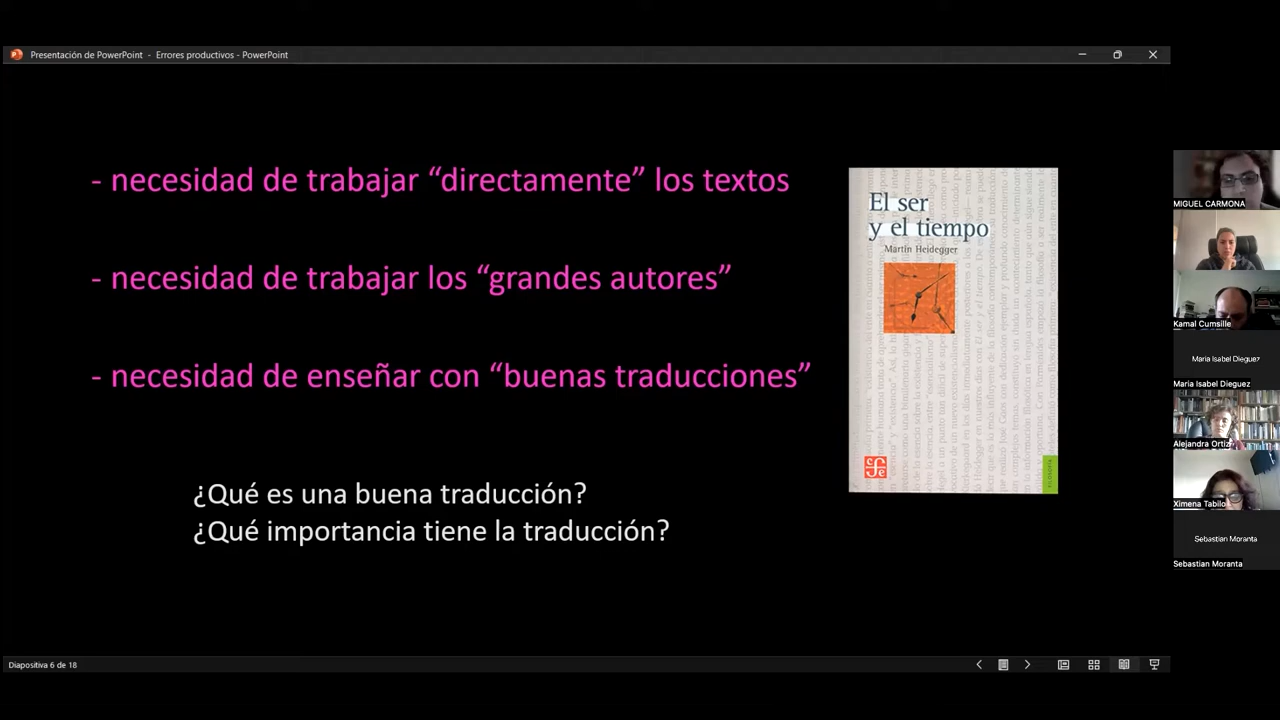 Presentación de PowerPoint - Errores productivos - PowerPoint
- necesidad de trabajar “directamente” los textos
- necesidad de trabajar los “grandes autores”
- necesidad de enseñar con “buenas traducciones”
¿Qué es una buena traducción?
¿Qué importancia tiene la traducción?
El ser
y el tiempo
Martin Heidegger
MIGUEL CARMONA
Kamal Cumsille
Maria Isabel Dieguez
Maria Isabel Dieguez
Alejandra Ortiz
Ximena Tabilo
Sebastian Moranta
Sebastian Moranta
Diapositiva 6 de 18